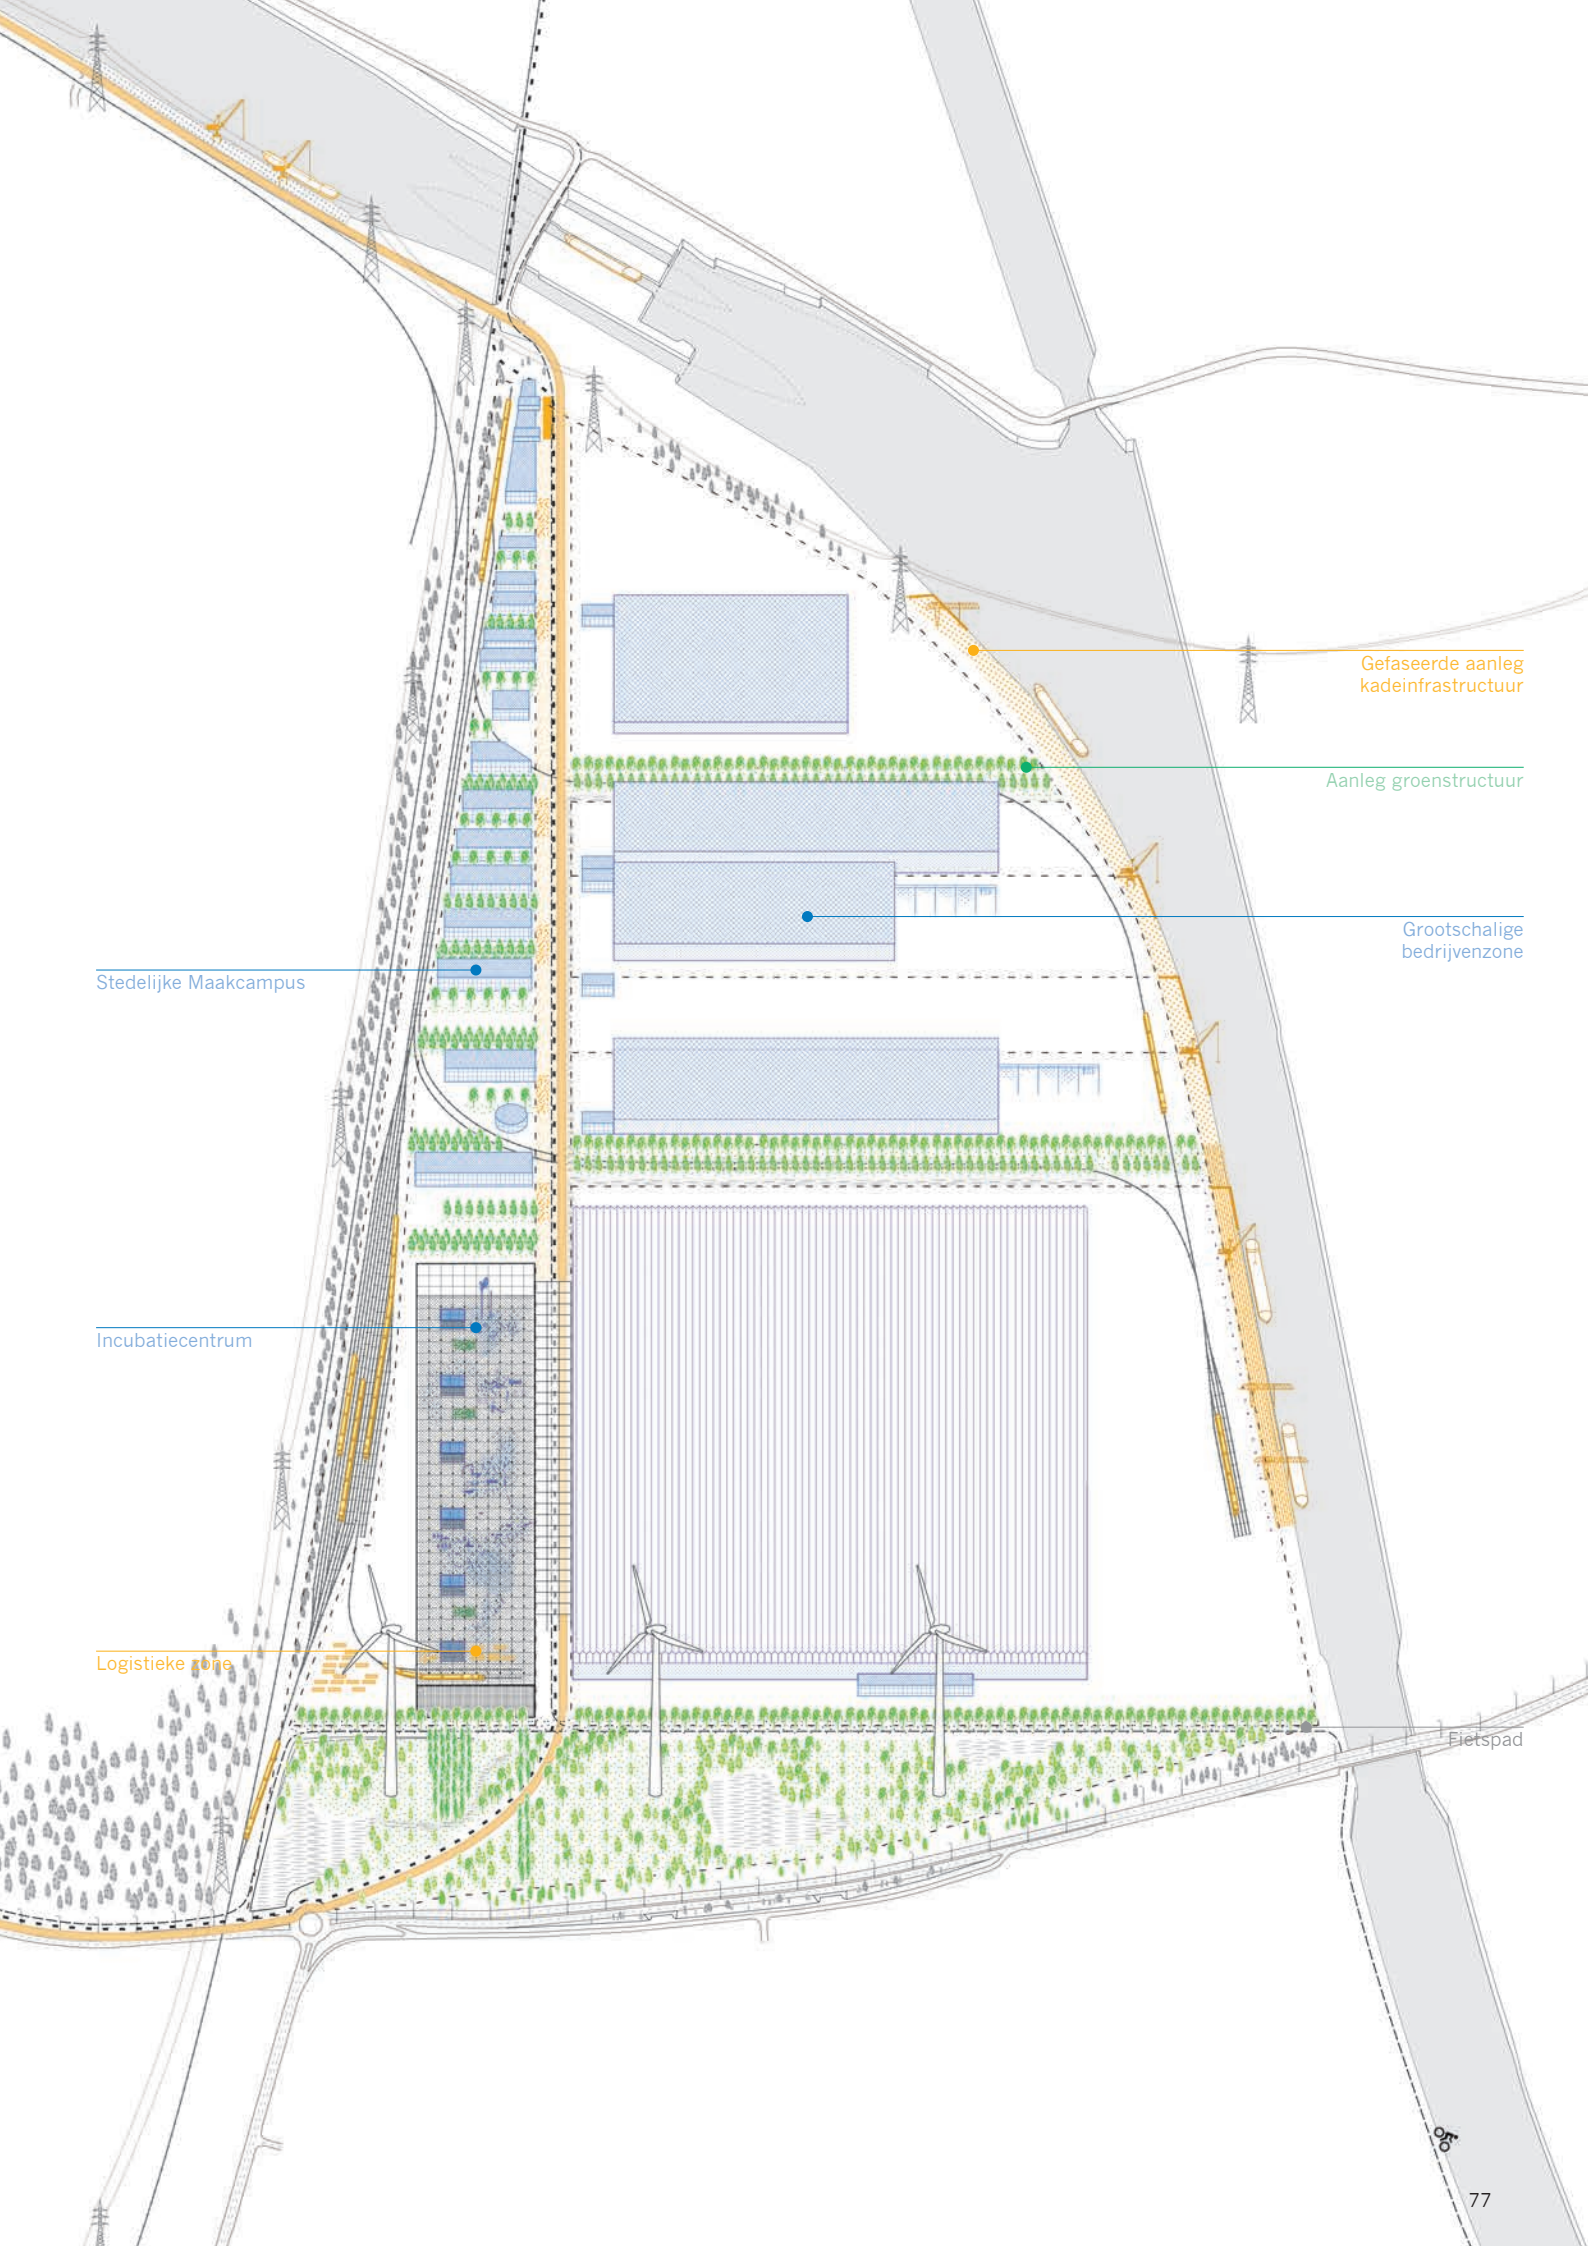 Gefaseerde aanleg
kadeinfrastructuur
Aanleg groenstructuur
Grootschalige
bedrijvenzone
Stedelijke Maakcampus
Incubatiecentrum
Logistieke zone
Fietspad
77